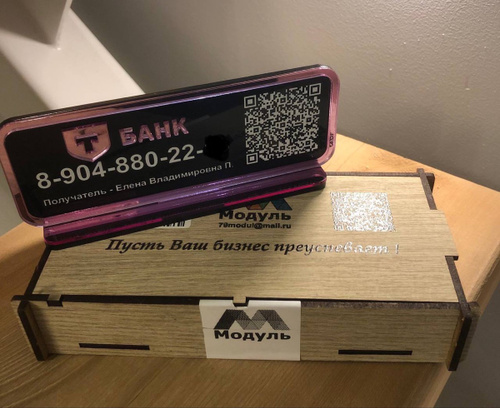 Т БАНК
8-904-880-22-
Получатель - Елена Владимировна П.
Модуль
79modul@mail.ru
Пусть Ваш бизнес преуспевает !
Модуль